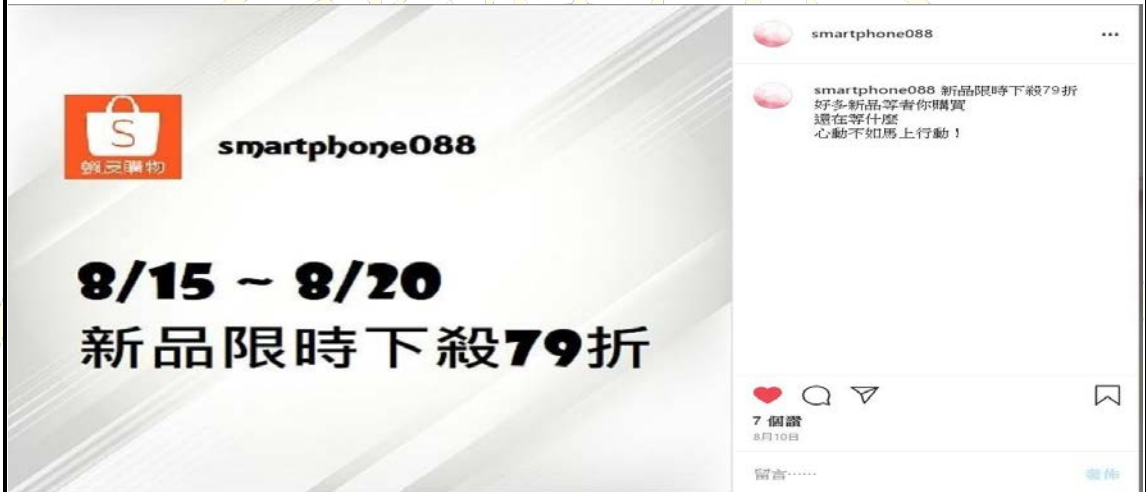 S
蝦皮購物
smartphone088
8/15 ~ 8/20
新品限時下殺79折
smartphone088
smartphone088 新品限時下殺79折
好多新品等者你購買
還在等什麼
心動不如馬上行動！
7 個讚
8月10日
留言……
發佈